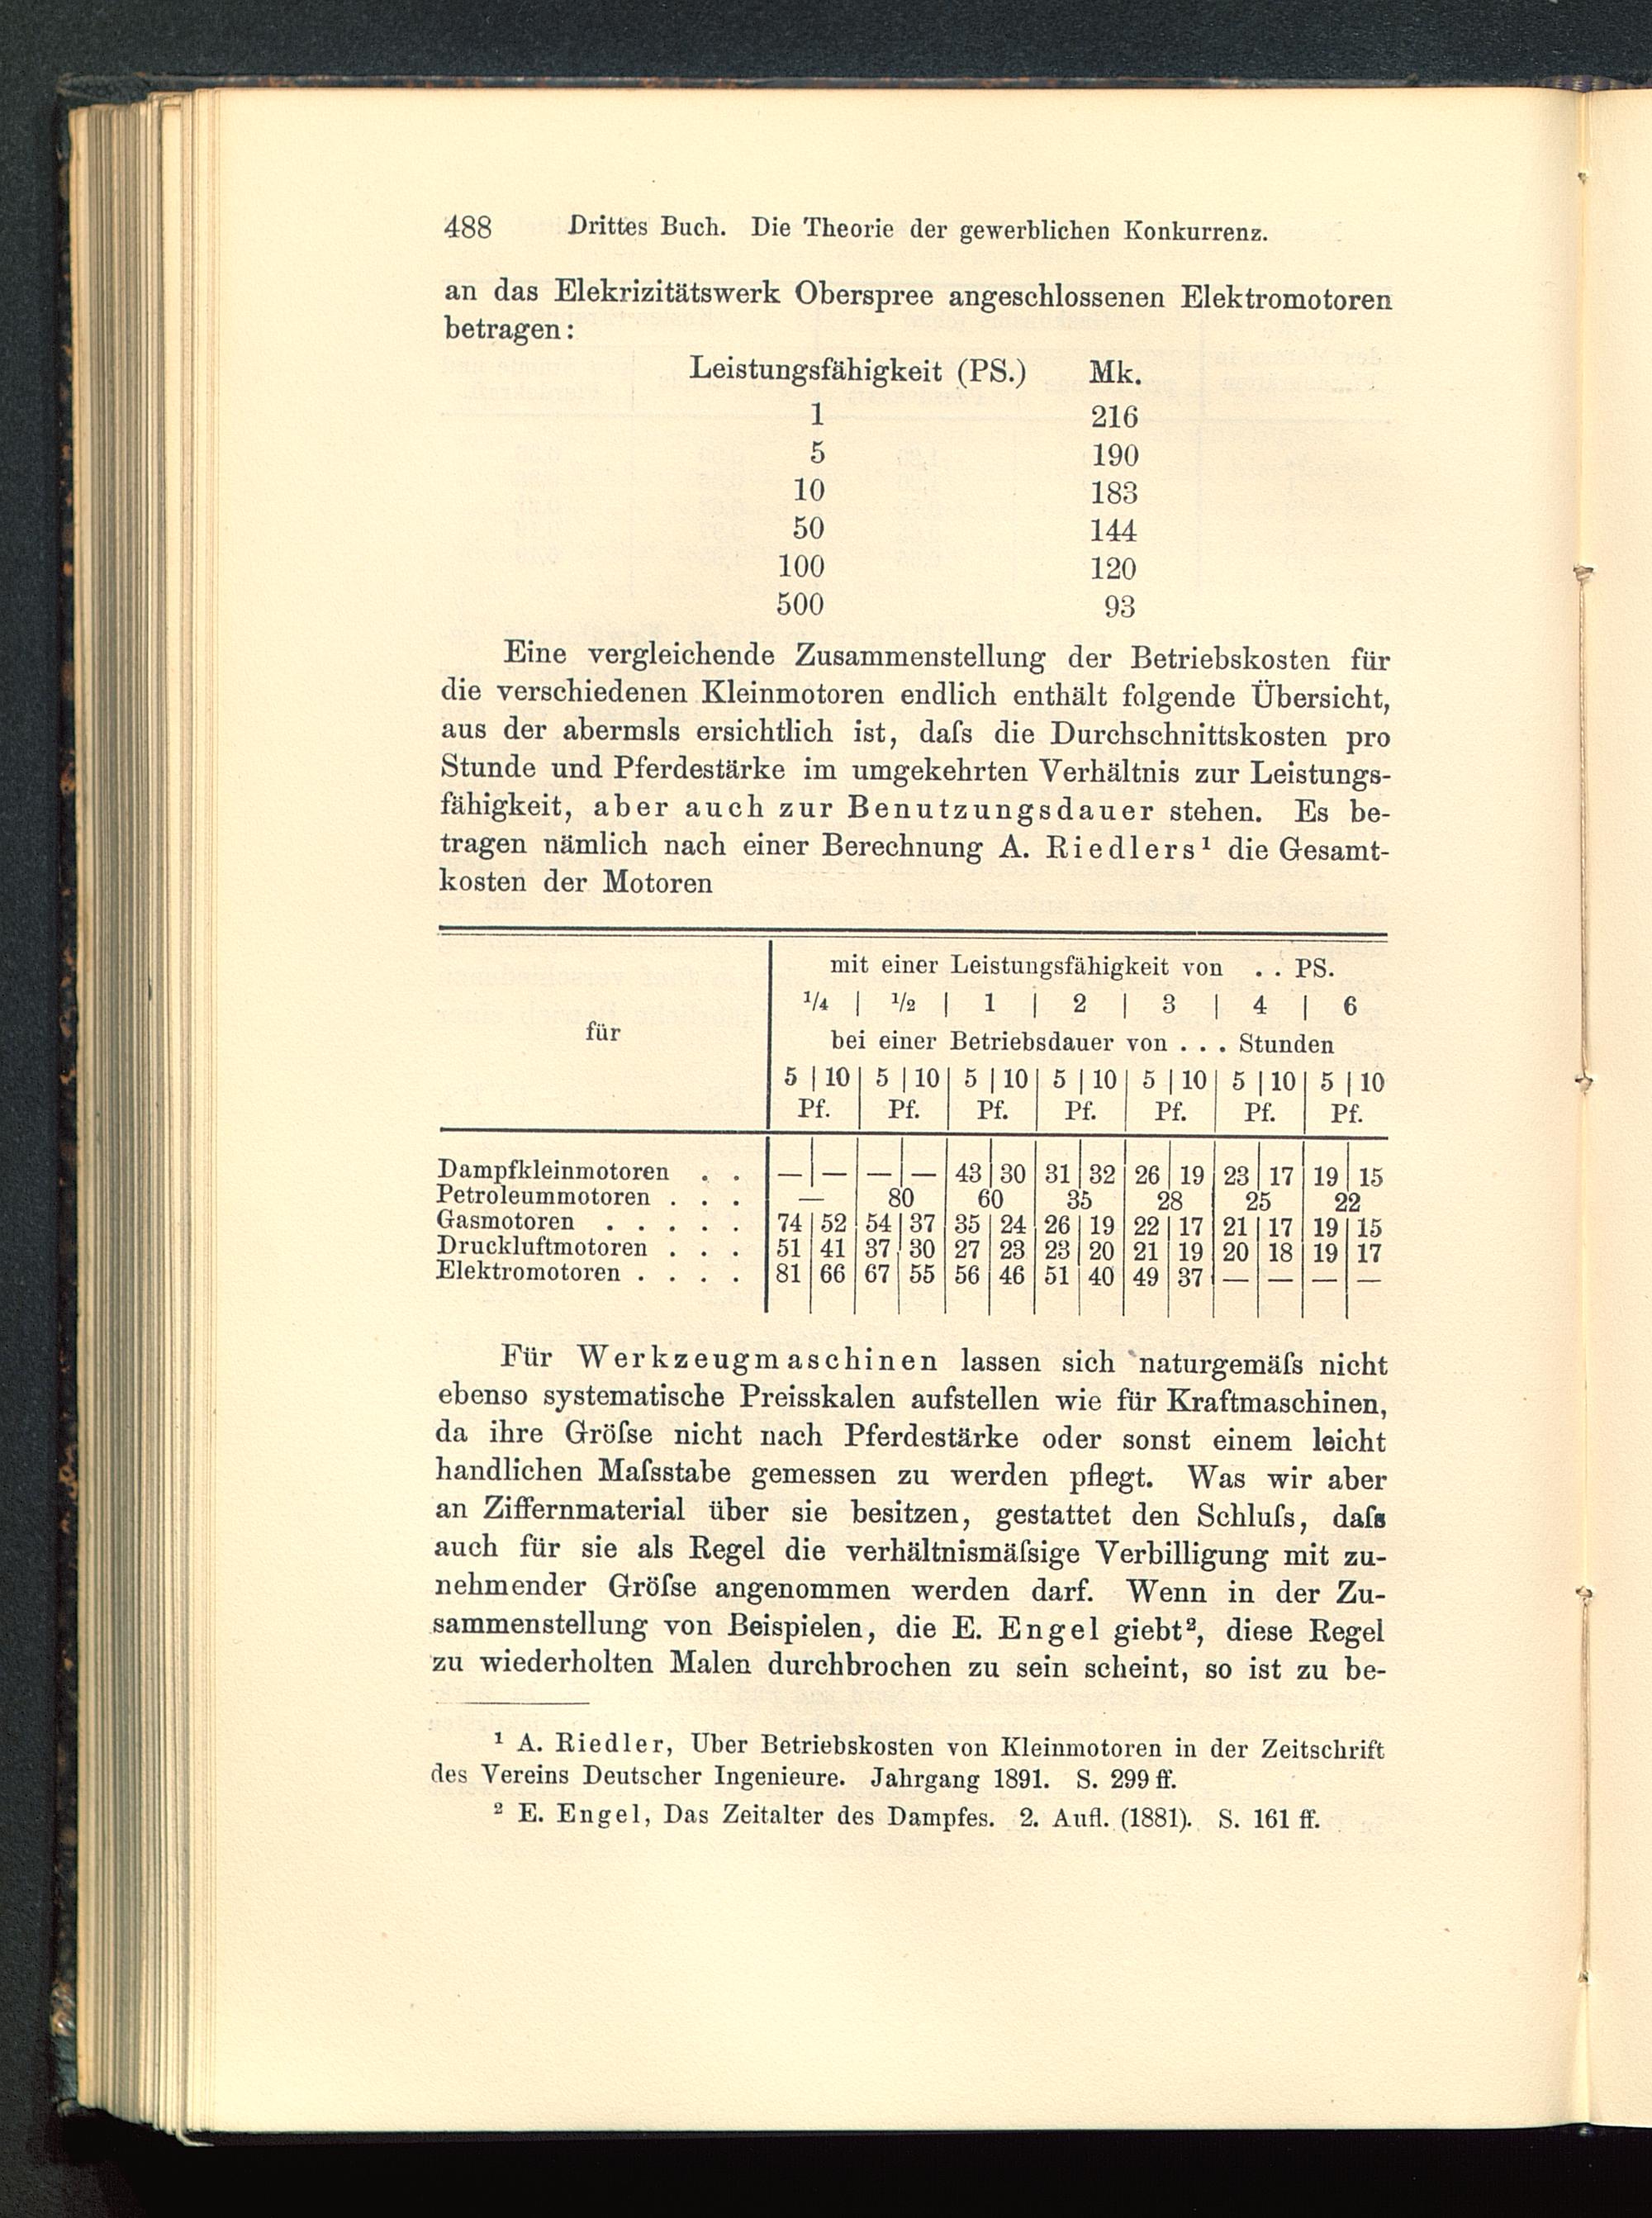 488 Drittes Buch. Die Theorie der gewerblichen Konkurrenz.
an das Elekrizitätswerk Oberspree angeschlossenen Elektromotoren
betragen:
Leistungsfähigkeit (PS.) Mk.
1 216
5 190
10 183
50 144
100 120
500 93
Eine vergleichende Zusammenstellung der Betriebskosten für
die verschiedenen Kleinmotoren endlich enthält folgende Übersicht,
aus der abermsls ersichtlich ist, daſs die Durchschnittskosten pro
Stunde und Pferdestärke im umgekehrten Verhältnis zur Leistungs-
fähigkeit, aber auch zur Benutzungsdauer stehen. Es be-
tragen nämlich nach einer Berechnung A. Riedlers¹ die Gesamt-
kosten der Motoren
mit einer Leistungsfähigkeit von . . PS.
1/4 | 1/2 | 1 | 2 | 3 | 4 | 6
für
bei einer Betriebsdauer von . . . Stunden
5 | 10 | 5 | 10 | 5 | 10 | 5 | 10 | 5 | 10 | 5 | 10 | 5 | 10
Pf. | Pf. | Pf. | Pf. | Pf. | Pf. | Pf.
Dampfkleinmotoren . . — | — | — | — | 43 | 30 | 31 | 32 | 26 | 19 | 23 | 17 | 19 | 15
Petroleummotoren . . . — 80 60 35 28 25 22
Gasmotoren . . . . . 74 | 52 | 54 | 37 | 35 | 24 | 26 | 19 | 22 | 17 | 21 | 17 | 19 | 15
Druckluftmotoren . . . 51 | 41 | 37 | 30 | 27 | 23 | 23 | 20 | 21 | 19 | 20 | 18 | 19 | 17
Elektromotoren . . . . 81 | 66 | 67 | 55 | 56 | 46 | 51 | 40 | 49 | 37 | — | — | — | —
Für Werkzeugmaschinen lassen sich naturgemäſs nicht
ebenso systematische Preisskalen aufstellen wie für Kraftmaschinen,
da ihre Gröſse nicht nach Pferdestärke oder sonst einem leicht
handlichen Maſsstabe gemessen zu werden pflegt. Was wir aber
an Ziffernmaterial über sie besitzen, gestattet den Schluſs, daſs
auch für sie als Regel die verhältnismäſsige Verbilligung mit zu-
nehmender Gröſse angenommen werden darf. Wenn in der Zu-
sammenstellung von Beispielen, die E. Engel giebt², diese Regel
zu wiederholten Malen durchbrochen zu sein scheint, so ist zu be-
¹ A. Riedler, Uber Betriebskosten von Kleinmotoren in der Zeitschrift
des Vereins Deutscher Ingenieure. Jahrgang 1891. S. 299 ff.
² E. Engel, Das Zeitalter des Dampfes. 2. Aufl. (1881). S. 161 ff.